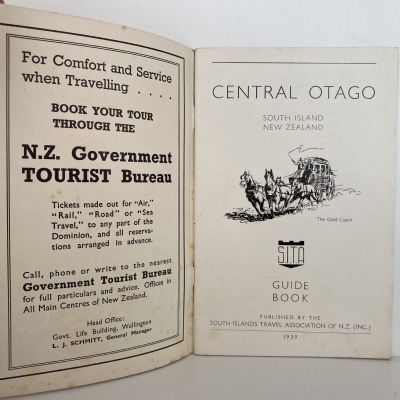 For Comfort and Service
when Travelling . . . .
BOOK YOUR TOUR
THROUGH THE
N.Z. Government
TOURIST Bureau
Tickets made out for "Air,"
"Rail," "Road" or "Sea
Travel," to any part of the
Dominion, and all reserva-
tions arranged in advance.
Call, phone or write to the nearest
Government Tourist Bureau
for full particulars and advice. Offices in
All Main Centres of New Zealand.
Head Office:
Govt. Life Building, Wellington
L. J. SCHMITT, General Manager
CENTRAL OTAGO
SOUTH ISLAND
NEW ZEALAND
The Gold Coach
S.I.T.A
GUIDE
BOOK
PUBLISHED BY THE
SOUTH ISLANDS TRAVEL ASSOCIATION OF N.Z. (INC.)
1939